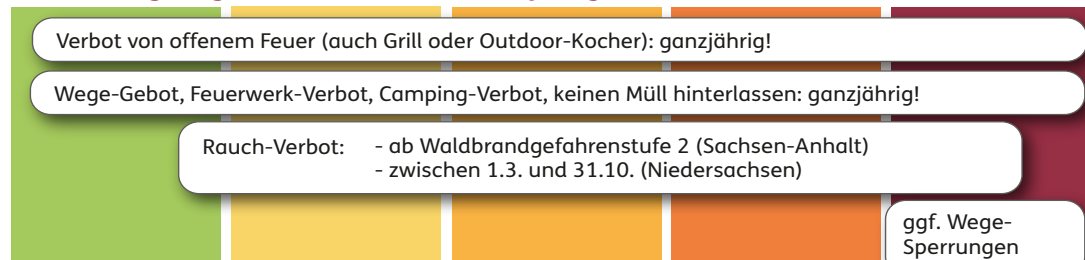 Verbot von offenem Feuer (auch Grill oder Outdoor-Kocher): ganzjährig!
Wege-Gebot, Feuerwerk-Verbot, Camping-Verbot, keinen Müll hinterlassen: ganzjährig!
Rauch-Verbot: - ab Waldbrandgefahrenstufe 2 (Sachsen-Anhalt)
- zwischen 1.3. und 31.10. (Niedersachsen)
ggf. Wege-
Sperrungen